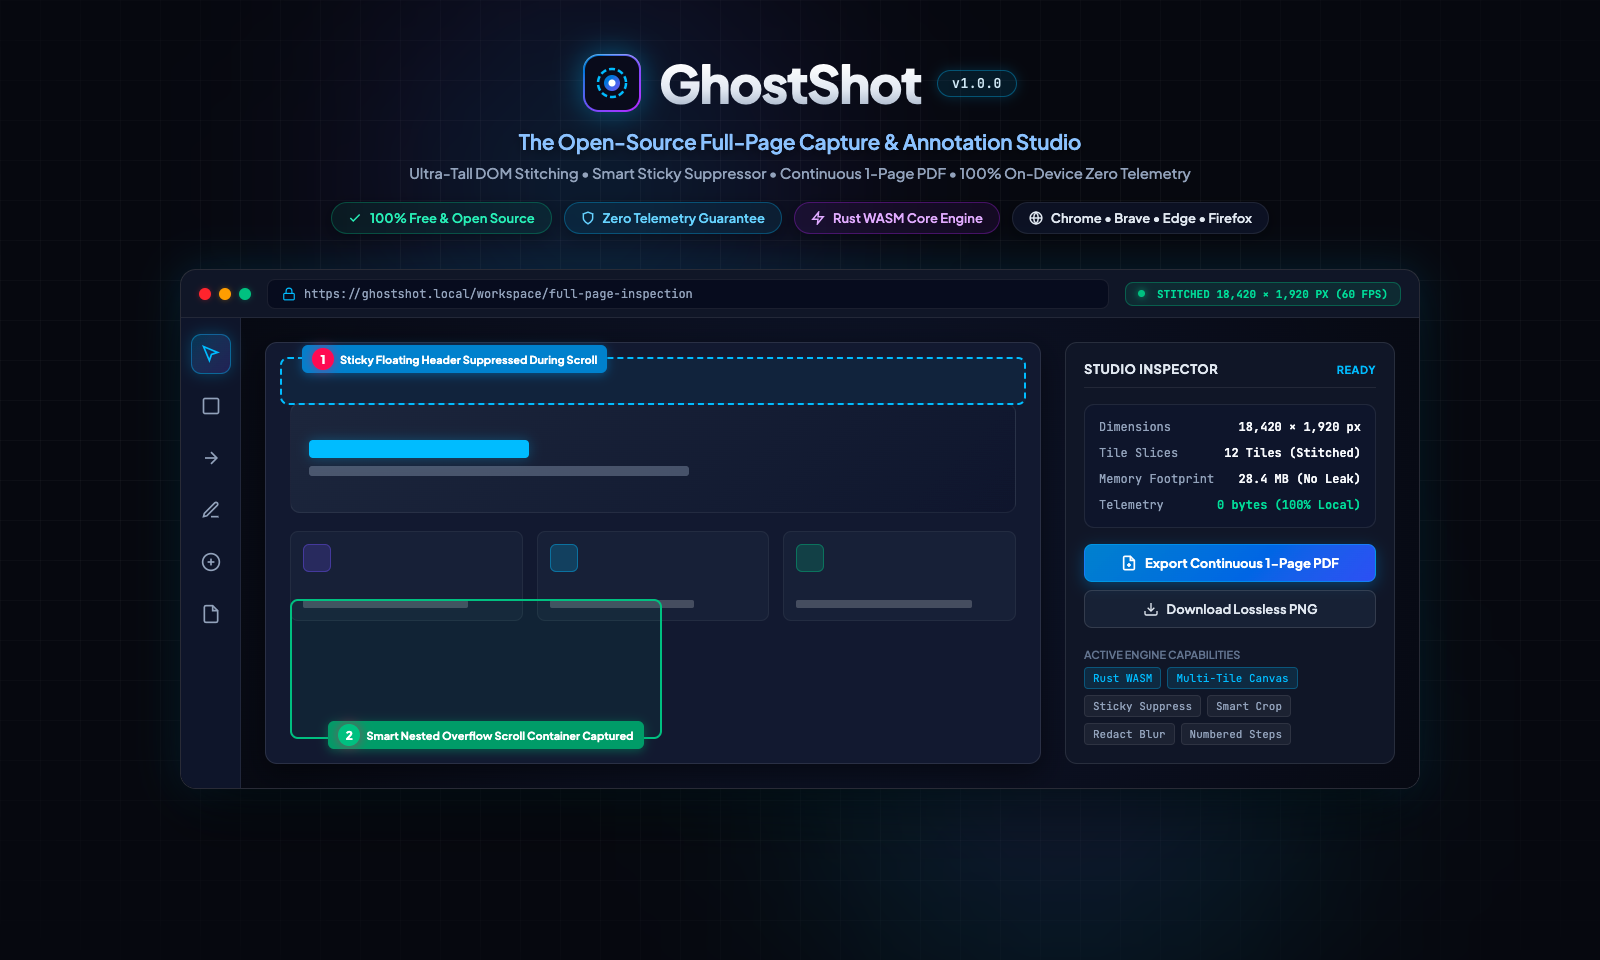 GhostShot v1.0.0
The Open-Source Full-Page Capture & Annotation Studio
Ultra-Tall DOM Stitching • Smart Sticky Suppressor • Continuous 1-Page PDF • 100% On-Device Zero Telemetry
100% Free & Open Source
Zero Telemetry Guarantee
Rust WASM Core Engine
Chrome • Brave • Edge • Firefox
https://ghostshot.local/workspace/full-page-inspection
STITCHED 18,420 × 1,920 PX (60 FPS)
1 Sticky Floating Header Suppressed During Scroll
2 Smart Nested Overflow Scroll Container Captured
STUDIO INSPECTOR READY
Dimensions 18,420 × 1,920 px
Tile Slices 12 Tiles (Stitched)
Memory Footprint 28.4 MB (No Leak)
Telemetry 0 bytes (100% Local)
Export Continuous 1-Page PDF
Download Lossless PNG
ACTIVE ENGINE CAPABILITIES
Rust WASM Multi-Tile Canvas
Sticky Suppress Smart Crop
Redact Blur Numbered Steps